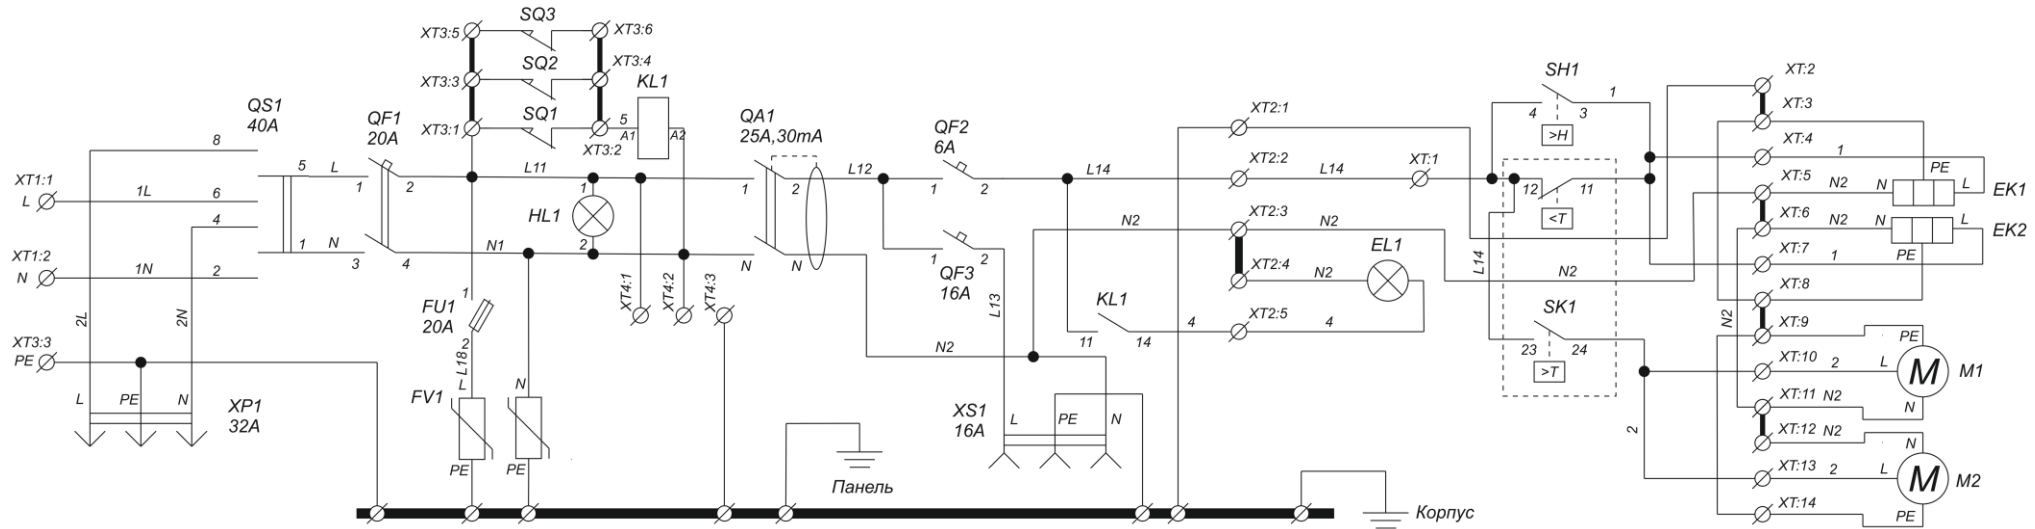 SQ3
XT3:5
XT3:6
SQ2
XT3:4
XT3:3
KL1
SQ1
XT3:1
5
A1
A2
XT3:2
QS1
40A
QF1
20A
QA1
25A,30mA
QF2
6A
XT2:1
SH1
4
3
1
>H
XT:2
XT:3
XT:4
1
PE
8
5
L
1
2
L11
1
2
L12
1
2
L14
XT2:2
L14
XT:1
12
11
<T
XT:5
N2
N
L
EK1
XT1:1
L
1L
6
4
HL1
1
2
N2
XT2:3
N2
XT:6
N2
N
L
EK2
PE
1
N
3
4
N1
N
N
1
2
QF3
16A
XT2:4
N2
EL1
L14
N2
XT:7
1
XT1:2
N
1N
2
XT4:1
XT4:2
XT4:3
L13
XT:8
2L
2N
FU1
20A
1
2
L18
KL1
11
14
4
XT2:5
4
SK1
23
24
>T
N2
XT:9
PE
XT3:3
PE
N2
XT:10
2
L
M
M1
L
PE
N
XP1
32A
L
N
FV1
PE
PE
XS1
16A
L
PE
N
XT:11
N2
N
2
XT:12
N2
N
XT:13
2
L
M
M2
Панель
XT:14
PE
Корпус